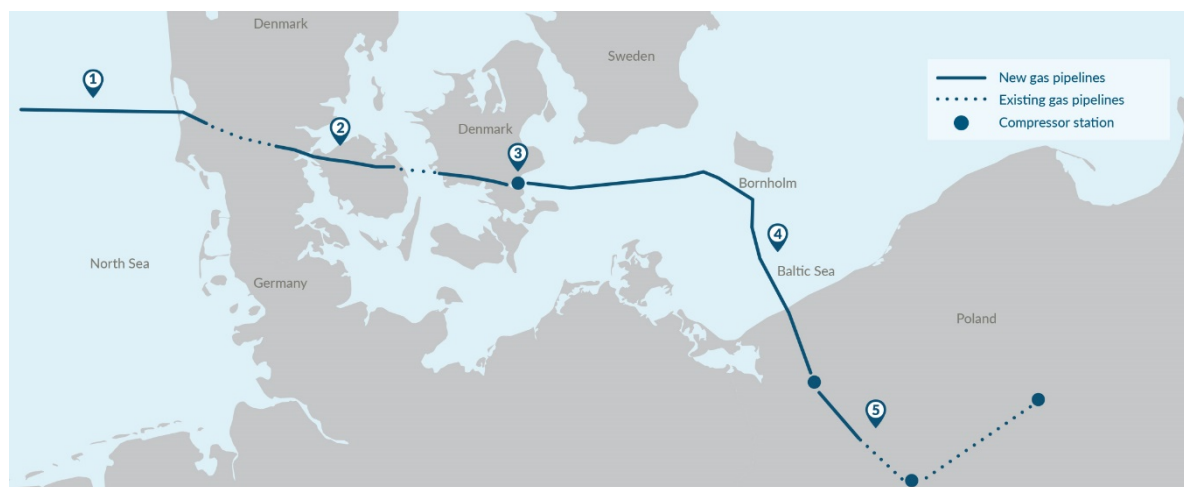 Denmark
Sweden
1
New gas pipelines
Existing gas pipelines
Compressor station
2
Denmark
3
Bornholm
4
North Sea
Baltic Sea
Germany
Poland
5